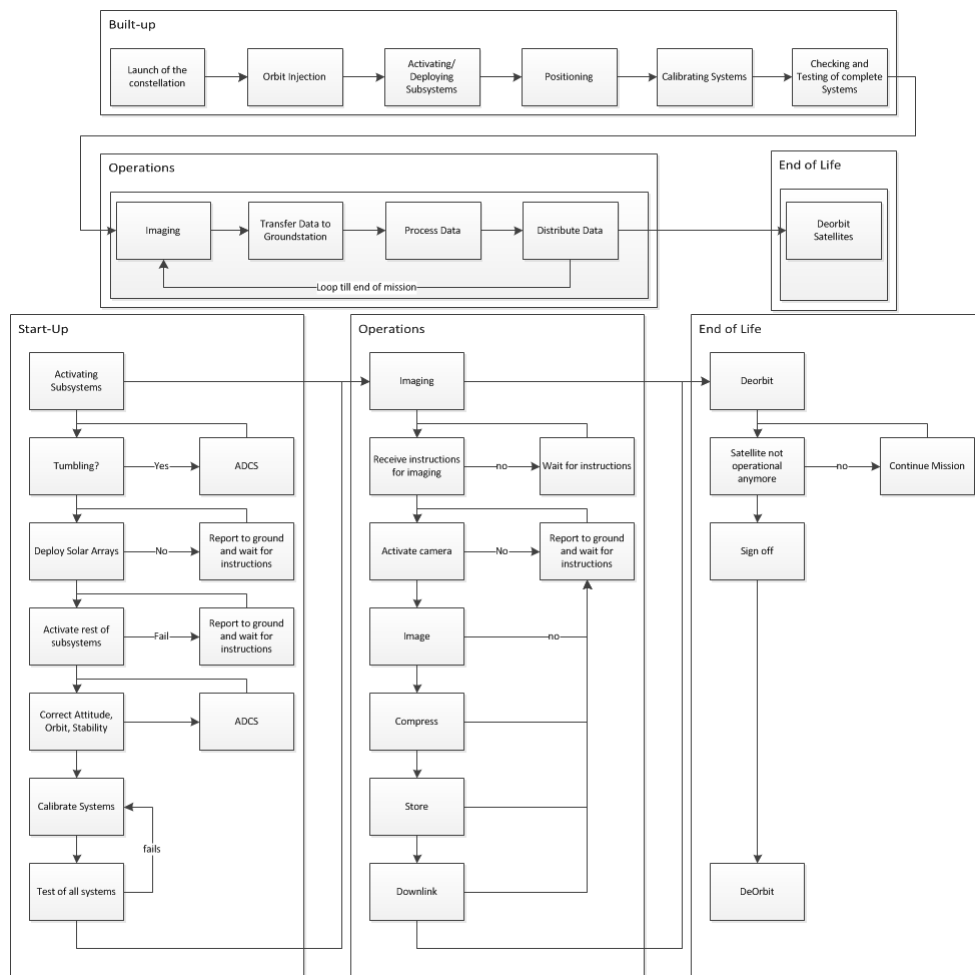 Built-up
Launch of the
constellation
Orbit Injection
Activating/
Deploying
Subsystems
Positioning
Calibrating Systems
Checking and
Testing of complete
Systems
Operations
Imaging
Transfer Data to
Groundstation
Process Data
Distribute Data
Loop till end of mission
End of Life
Deorbit
Satellites
Start-Up
Activating
Subsystems
Tumbling?
Yes
ADCS
Deploy Solar Arrays
No
Report to ground
and wait for
instructions
Activate rest of
subsystems
Fail
Report to ground
and wait for
instructions
Correct Attitude,
Orbit, Stability
ADCS
Calibrate Systems
fails
Test of all systems
Operations
Imaging
Receive instructions
for imaging
no
Wait for instructions
Activate camera
No
Report to ground
and wait for
instructions
Image
no
Compress
Store
Downlink
End of Life
Deorbit
Satellite not
operational
anymore
no
Continue Mission
Sign off
DeOrbit